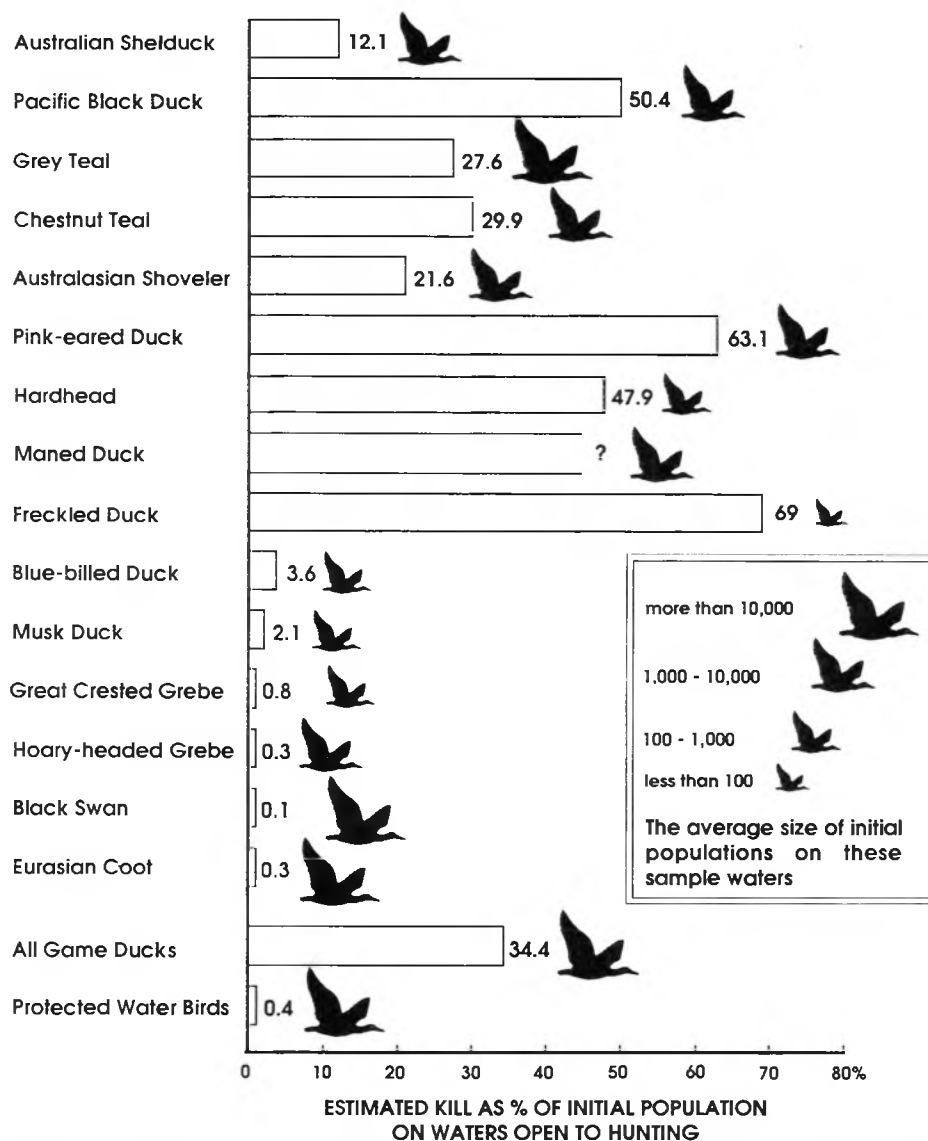 Australian Shelduck 12.1
Pacific Black Duck 50.4
Grey Teal 27.6
Chestnut Teal 29.9
Australasian Shoveler 21.6
Pink-eared Duck 63.1
Hardhead 47.9
Maned Duck ?
Freckled Duck 69
Blue-billed Duck 3.6
Musk Duck 2.1
Great Crested Grebe 0.8
Hoary-headed Grebe 0.3
Black Swan 0.1
Eurasian Coot 0.3
All Game Ducks 34.4
Protected Water Birds 0.4
more than 10,000
1,000 - 10,000
100 - 1,000
less than 100
The average size of initial
populations on these
sample waters
0 10 20 30 40 50 60 70 80%
ESTIMATED KILL AS % OF INITIAL POPULATION
ON WATERS OPEN TO HUNTING